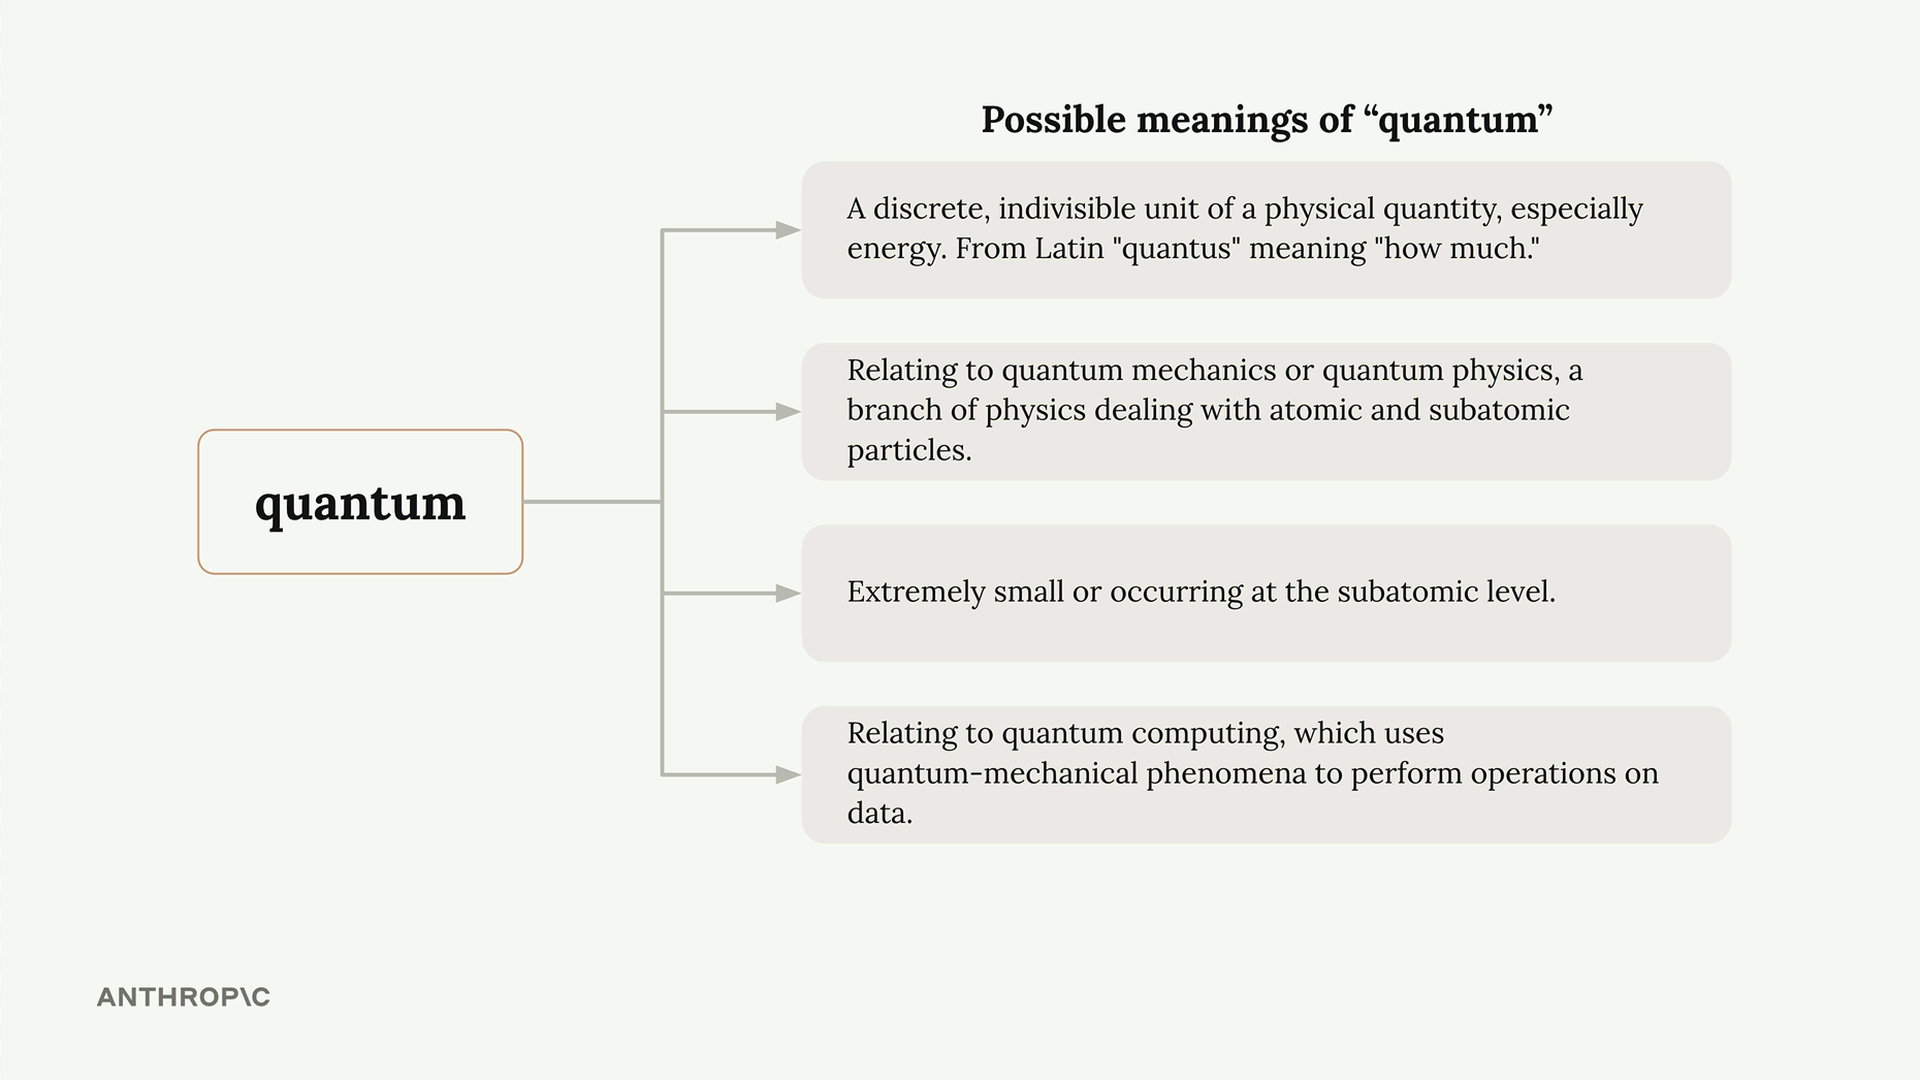 Possible meanings of “quantum”
A discrete, indivisible unit of a physical quantity, especially
energy. From Latin "quantus" meaning "how much."
Relating to quantum mechanics or quantum physics, a
branch of physics dealing with atomic and subatomic
particles.
quantum
Extremely small or occurring at the subatomic level.
Relating to quantum computing, which uses
quantum-mechanical phenomena to perform operations on
data.
ANTHROP\C